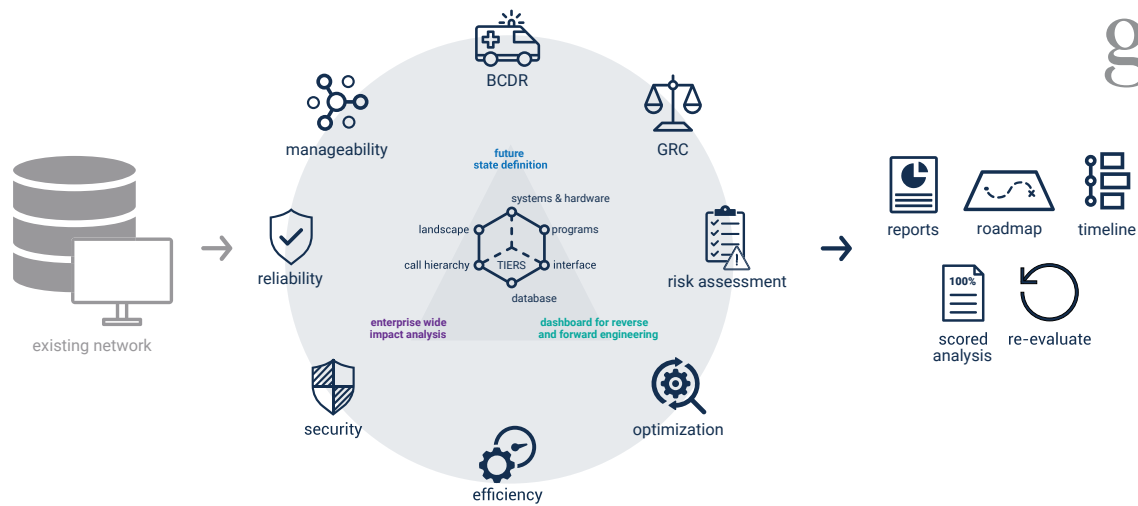 g
BCDR
manageability
GRC
future
state definition
systems & hardware
landscape
programs
call hierarchy
TIERS
interface
database
reliability
risk assessment
enterprise wide
impact analysis
dashboard for reverse
and forward engineering
existing network
security
optimization
efficiency
reports
roadmap
timeline
100%
scored
analysis
re-evaluate